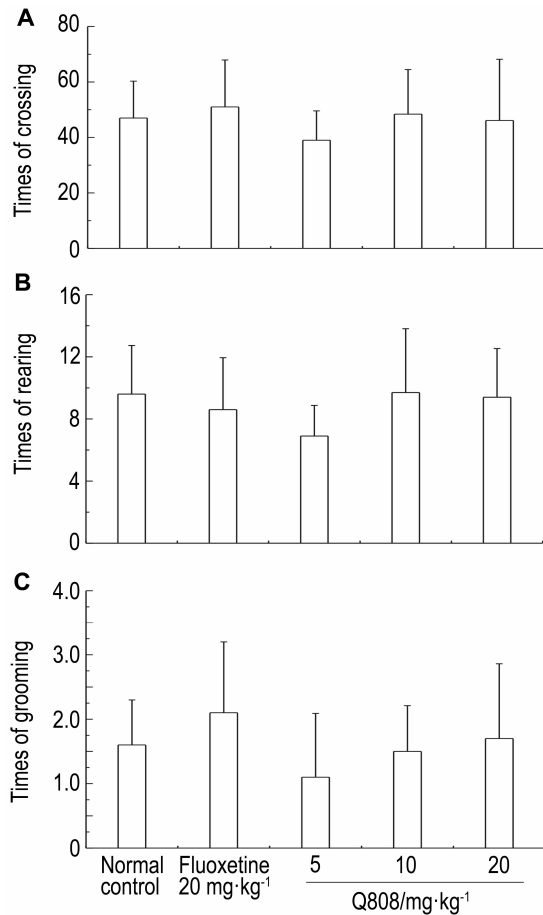 A
80
60
40
20
0
Times of crossing
B
16
12
8
4
0
Times of rearing
C
4.0
3.0
2.0
1.0
0
Times of grooming
Normal
control
Fluoxetine
20 mg·kg⁻¹
5 10 20
Q808/mg·kg⁻¹